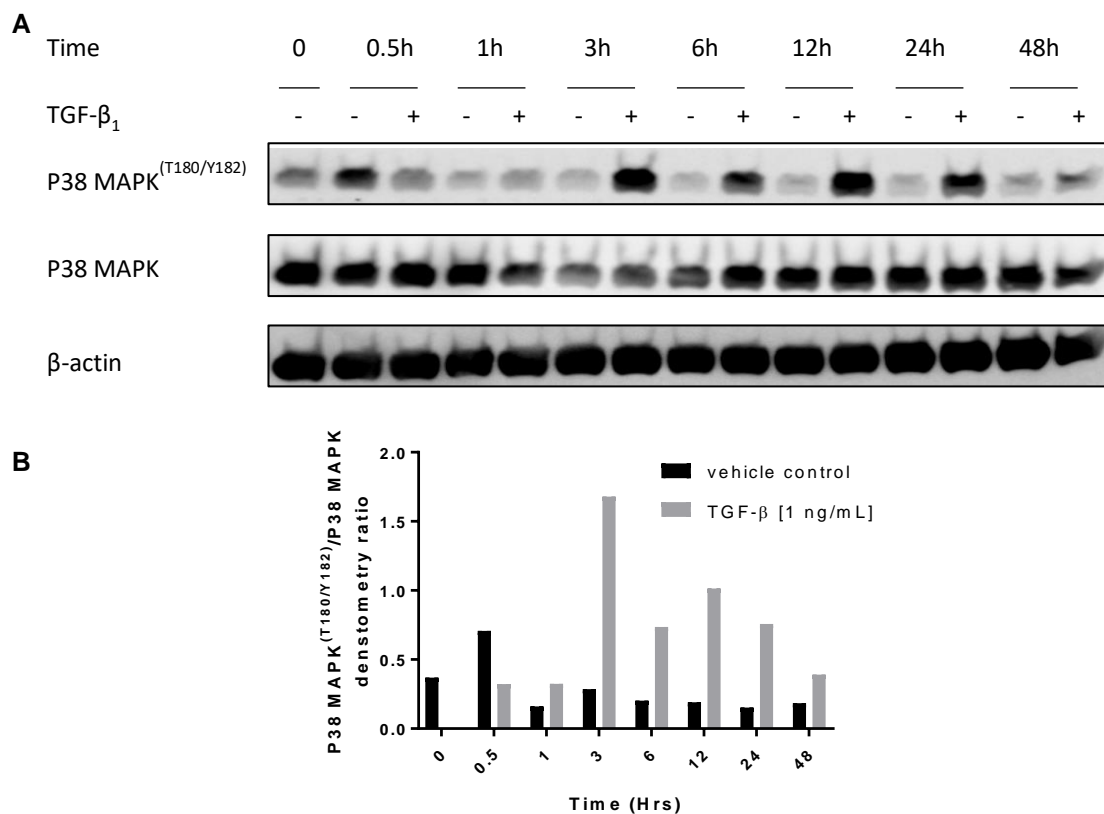 A
Time 0 0.5h 1h 3h 6h 12h 24h 48h
TGF-β₁ - - + - + - + - + - + - + - +
P38 MAPK(T180/Y182)
P38 MAPK
β-actin
B
P38 MAPK(T180/Y182)/P38 MAPK
denstometry ratio
2.0
1.5
1.0
0.5
0.0
vehicle control
TGF-β [1 ng/mL]
0 0.5 1 3 6 12 24 48
Time (Hrs)